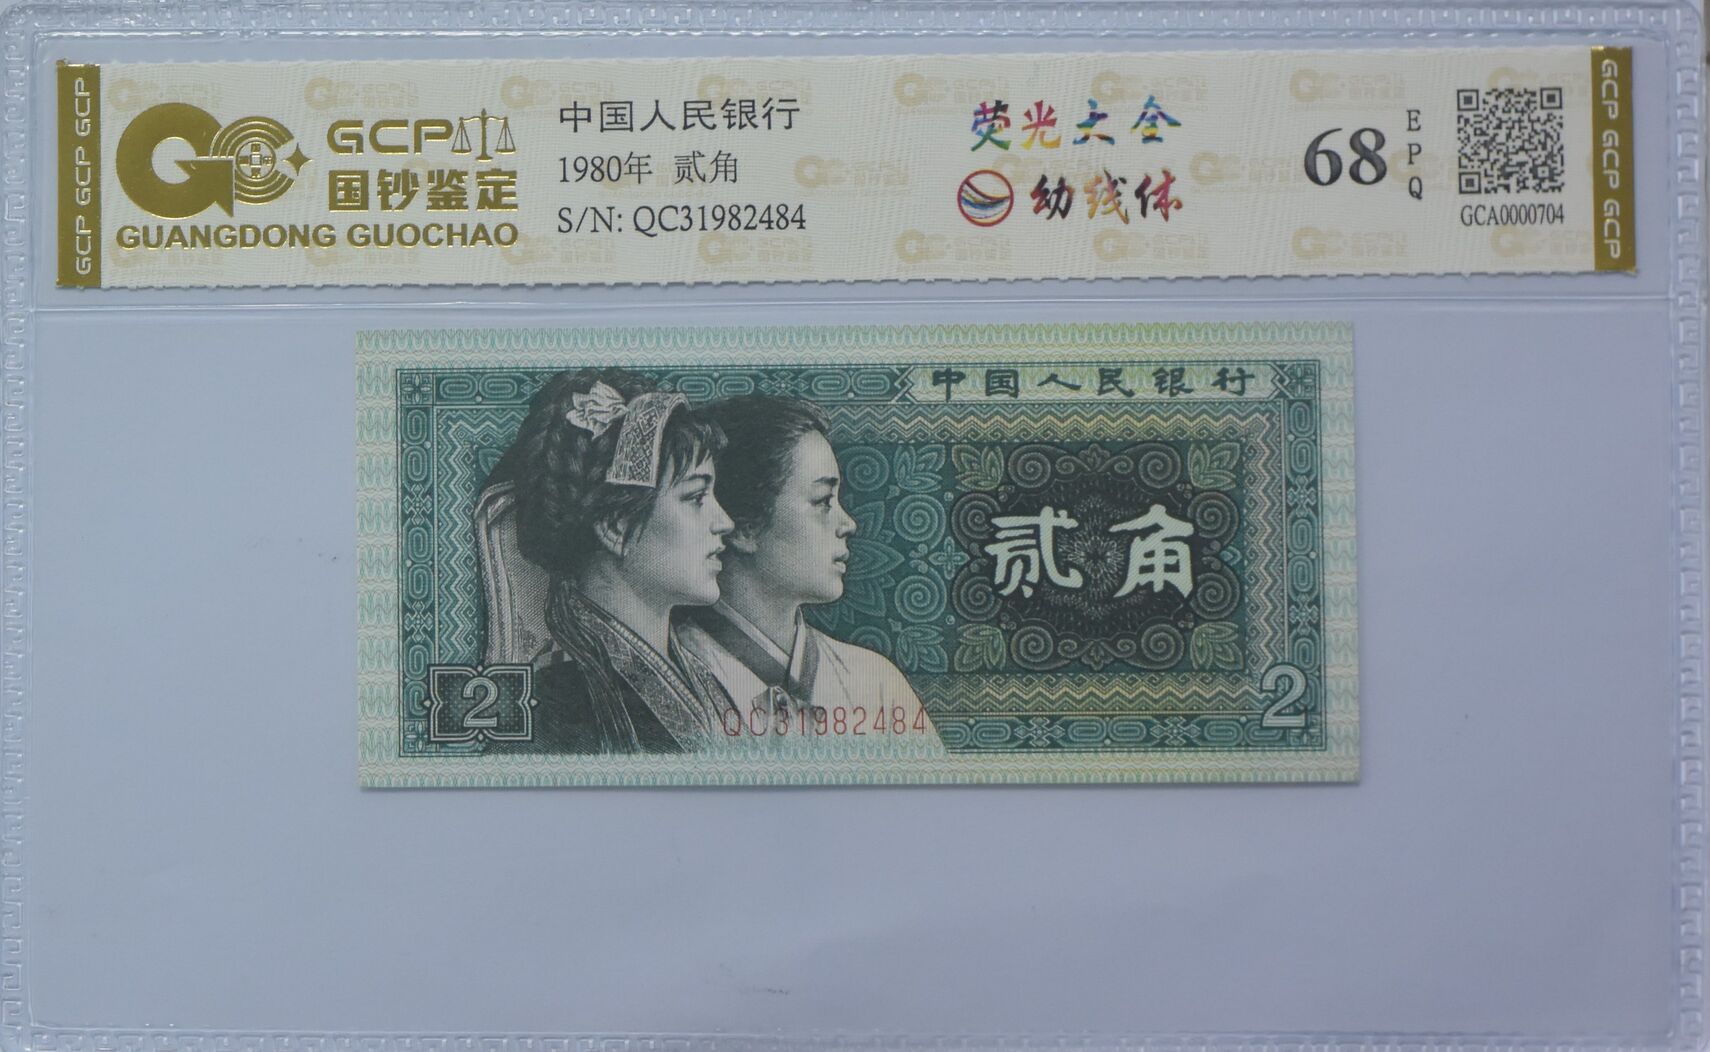 GCP GCP GCP
GCP
国钞鉴定
GUANGDONG GUOCHAO
中国人民银行
1980年 贰角
S/N: QC31982484
荧光大全
幼线体
68
EPQ
GCA0000704
GCP GCP GCP
中国人民银行
贰角
2
QC31982484
2